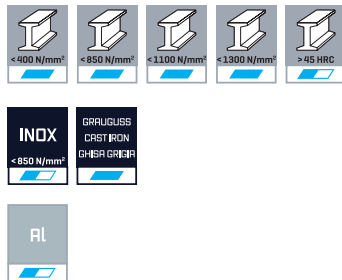 <400 N/mm² <850 N/mm² <1100 N/mm² <1300 N/mm² >45 HRC
INOX
<850 N/mm²
GRAUGUSS
CAST IRON
GHISA GRIGIA
Al